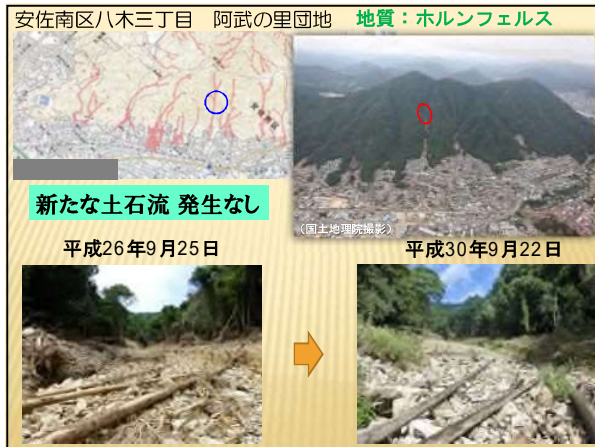 安佐南区八木三丁目　阿武の里団地　地質：ホルンフェルス
新たな土石流 発生なし
（国土地理院撮影）
平成26年9月25日
平成30年9月22日